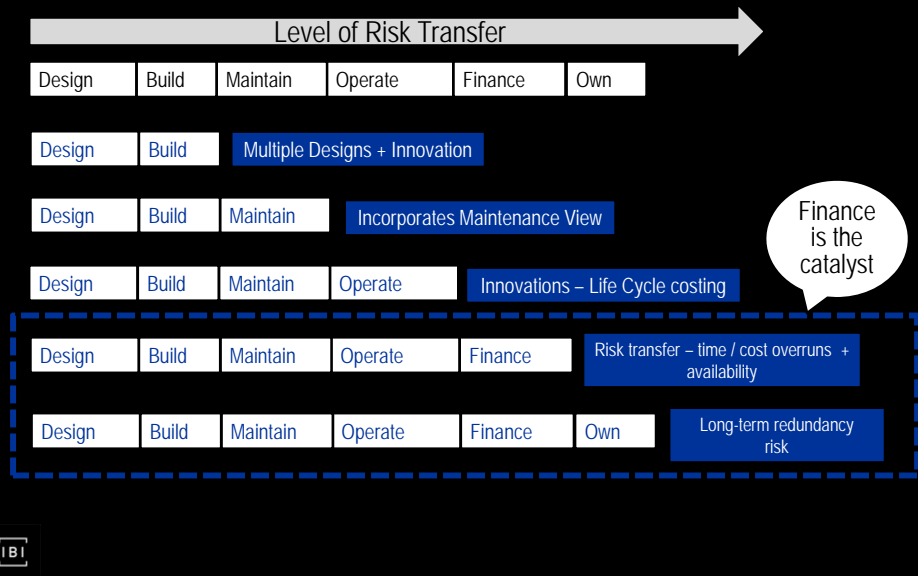 Level of Risk Transfer
Design Build Maintain Operate Finance Own
Design Build Multiple Designs + Innovation
Design Build Maintain Incorporates Maintenance View
Finance
is the
catalyst
Design Build Maintain Operate Innovations – Life Cycle costing
Design Build Maintain Operate Finance Risk transfer – time / cost overruns +
availability
Design Build Maintain Operate Finance Own Long-term redundancy
risk
IBI